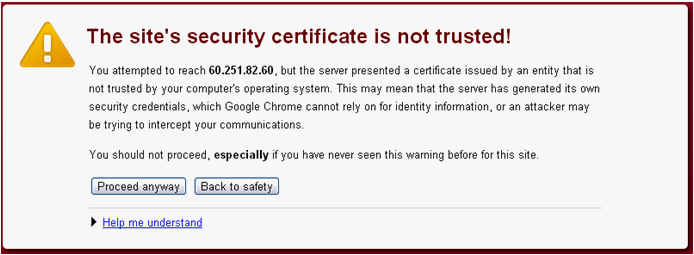 The site's security certificate is not trusted!
You attempted to reach 60.251.82.60, but the server presented a certificate issued by an entity that is
not trusted by your computer's operating system. This may mean that the server has generated its own
security credentials, which Google Chrome cannot rely on for identity information, or an attacker may
be trying to intercept your communications.
You should not proceed, especially if you have never seen this warning before for this site.
Proceed anyway Back to safety
Help me understand